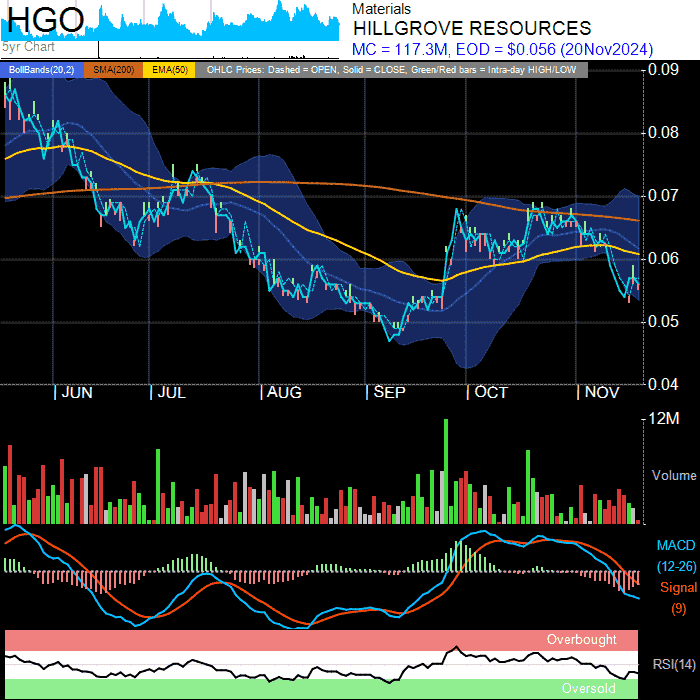 HGO
5yr Chart
Materials
HILLGROVE RESOURCES
MC = 117.3M, EOD = $0.056 (20Nov2024)
BollBands(20,2) SMA(200) EMA(50) OHLC Prices: Dashed = OPEN, Solid = CLOSE, Green/Red bars = Intra-day HIGH/LOW
0.09
0.08
0.07
0.06
0.05
0.04
| JUN | JUL | AUG | SEP | OCT | NOV
12M
Volume
MACD
(12-26)
Signal
(9)
Overbought
RSI(14)
Oversold